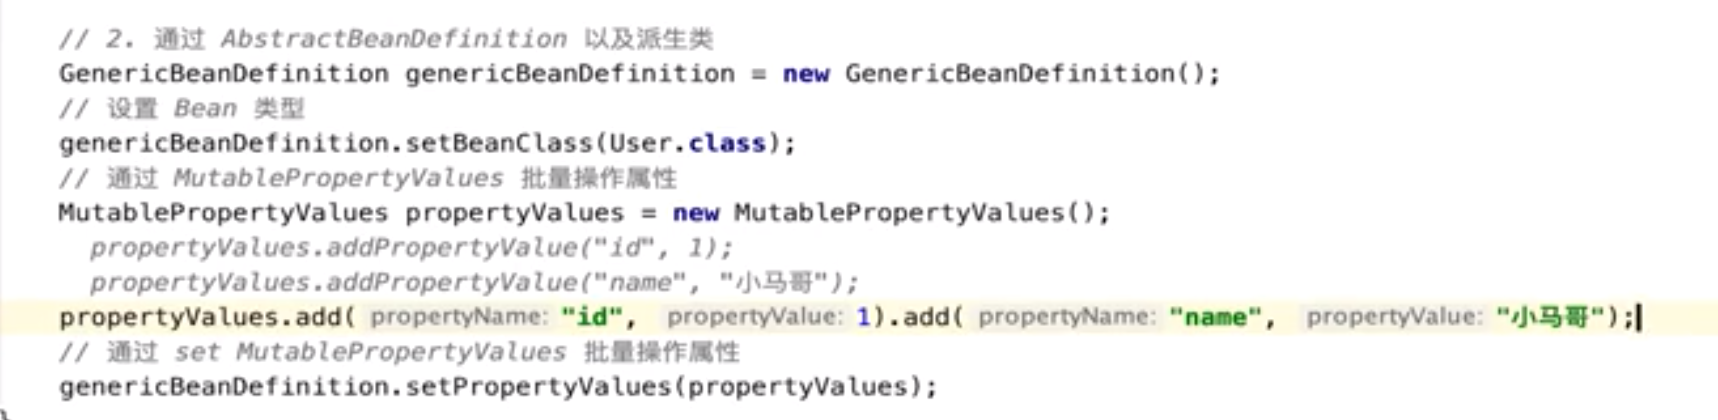 // 2. 通过 AbstractBeanDefinition 以及派生类
GenericBeanDefinition genericBeanDefinition = new GenericBeanDefinition();
// 设置 Bean 类型
genericBeanDefinition.setBeanClass(User.class);
// 通过 MutablePropertyValues 批量操作属性
MutablePropertyValues propertyValues = new MutablePropertyValues();
propertyValues.addPropertyValue("id", 1);
propertyValues.addPropertyValue("name", "小马哥");
propertyValues.add( propertyName: "id", propertyValue: 1).add( propertyName: "name", propertyValue: "小马哥");
// 通过 set MutablePropertyValues 批量操作属性
genericBeanDefinition.setPropertyValues(propertyValues);
}